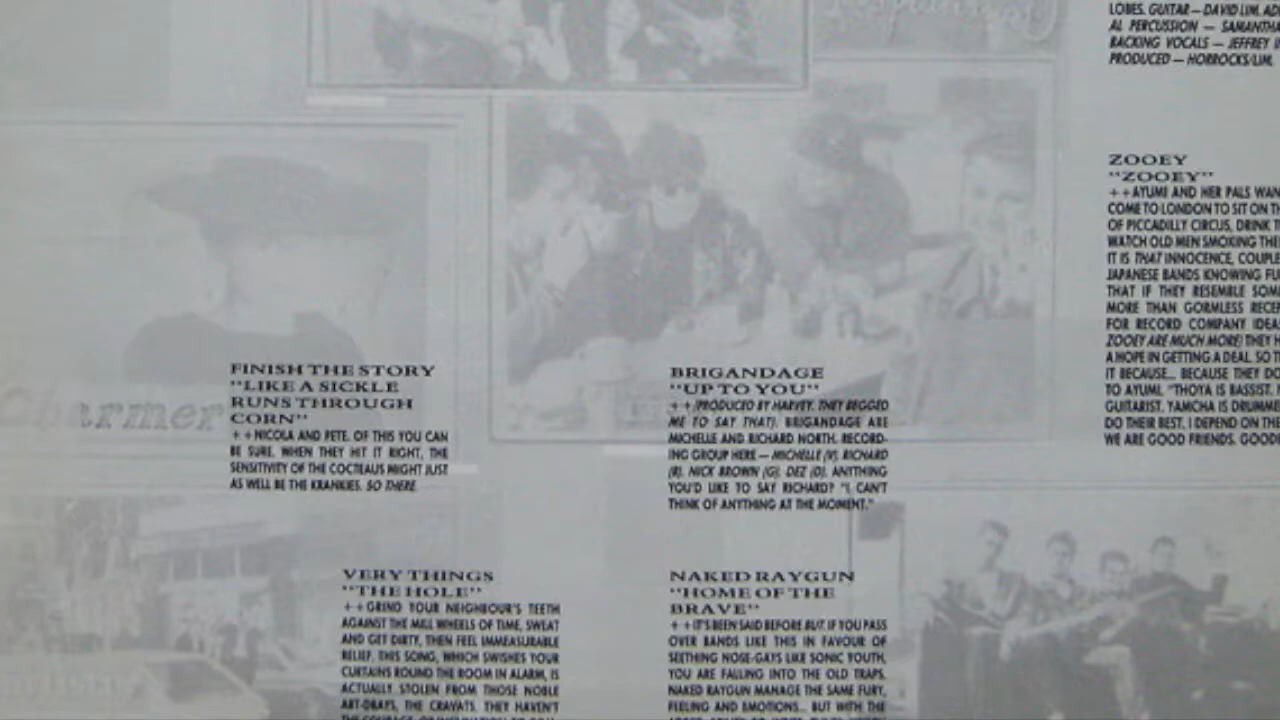 LOBES. GUITAR — DAVID LIM. AD
AL PERCUSSION — SAMANTHA
BACKING VOCALS — JEFFREY
PRODUCED — HORROCKS/LIM.
ZOOEY
"ZOOEY"
++AYUMI AND HER PALS WAN
COME TO LONDON TO SIT ON TH
OF PICCADILLY CIRCUS, DRINK T
WATCH OLD MEN SMOKING THE
IT IS THAT INNOCENCE, COUPLE
JAPANESE BANDS KNOWING FU
THAT IF THEY RESEMBLE SOM
MORE THAN GORMLESS RECE
FOR RECORD COMPANY IDEA
ZOOEY ARE MUCH MORE) THEY H
A HOPE IN GETTING A DEAL. SO T
IT BECAUSE... BECAUSE THEY DO
TO AYUMI. "THOYA IS BASSIST.
GUITARIST. YAMCHA IS DRUMME
DO THEIR BEST. I DEPEND ON THE
WE ARE GOOD FRIENDS. GOOD
FINISH THE STORY
"LIKE A SICKLE
RUNS THROUGH
CORN"
++NICOLA AND PETE. OF THIS YOU CAN
BE SURE. WHEN THEY HIT IT RIGHT, THE
SENSITIVITY OF THE COCTEAUS MIGHT JUST
AS WELL BE THE KRANKIES. SO THERE.
armer
BRIGANDAGE
"UP TO YOU"
++(PRODUCED BY HARVEY. THEY BEGGED
ME TO SAY THAT). BRIGANDAGE ARE
MICHELLE AND RICHARD NORTH. RECORD-
ING GROUP HERE — MICHELLE (V). RICHARD
(B). NICK BROWN (G). DEZ (D). ANYTHING
YOU'D LIKE TO SAY RICHARD? "I CAN'T
THINK OF ANYTHING AT THE MOMENT."
VERY THINGS
"THE HOLE"
++GRIND YOUR NEIGHBOUR'S TEETH
AGAINST THE MILL WHEELS OF TIME, SWEAT
AND GET DIRTY, THEN FEEL IMMEASURABLE
RELIEF. THIS SONG, WHICH SWISHES YOUR
CURTAINS ROUND THE ROOM IN ALARM, IS
ACTUALLY STOLEN FROM THOSE NOBLE
ART-DRAYS, THE CRAVATS. THEY HAVEN'T
NAKED RAYGUN
"HOME OF THE
BRAVE"
++IT'S BEEN SAID BEFORE BUT IF YOU PASS
OVER BANDS LIKE THIS IN FAVOUR OF
SEETHING NOSE-GAYS LIKE SONIC YOUTH,
YOU ARE FALLING INTO THE OLD TRAPS.
NAKED RAYGUN MANAGE THE SAME FURY,
FEELING AND EMOTIONS... BUT WITH THE